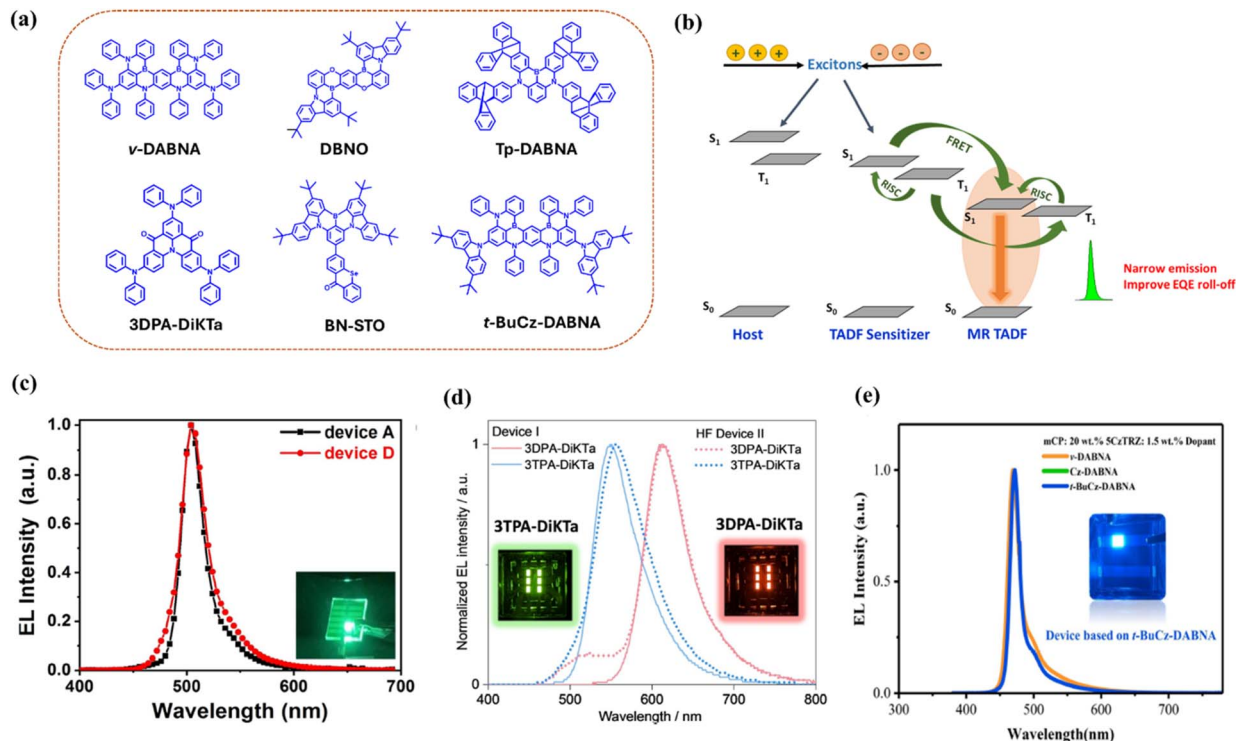 (a)
v-DABNA
DBNO
Tp-DABNA
3DPA-DiKTa
BN-STO
t-BuCz-DABNA
(b)
+ + +
- - -
Excitons
S1
T1
S1
T1
RISC
FRET
S1
RISC
T1
Narrow emission
Improve EQE roll-off
S0
S0
S0
Host
TADF Sensitizer
MR TADF
(c)
EL Intensity (a.u.)
1.0
0.8
0.6
0.4
0.2
0.0
device A
device D
400 500 600 700
Wavelength (nm)
(d)
Normalized EL intensity / a.u.
1
0
Device I
3DPA-DiKTa
3TPA-DiKTa
HF Device II
3DPA-DiKTa
3TPA-DiKTa
3TPA-DiKTa
3DPA-DiKTa
400 500 600 700 800
Wavelength / nm
(e)
EL Intensity (a.u.)
1.0
0.5
0.0
mCP: 20 wt.% 5CzTRZ: 1.5 wt.% Dopant
v-DABNA
Cz-DABNA
t-BuCz-DABNA
Device based on t-BuCz-DABNA
300 400 500 600 700
Wavelength(nm)